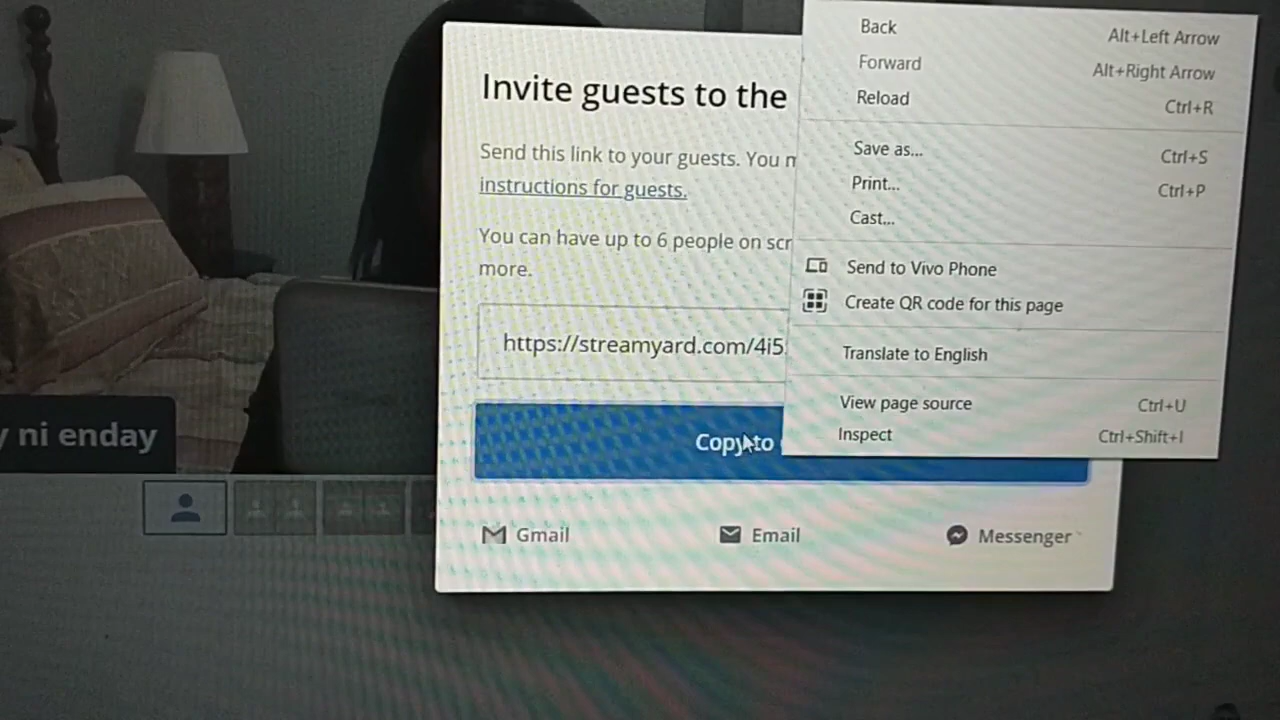 Invite guests to the
Send this link to your guests. You
instructions for guests.
You can have up to 6 people on
more.
https://streamyard.com/4i5
Copy to
Gmail
Email
Messenger
Back Alt+Left Arrow
Forward Alt+Right Arrow
Reload Ctrl+R
Save as... Ctrl+S
Print... Ctrl+P
Cast...
Send to Vivo Phone
Create QR code for this page
Translate to English
View page source Ctrl+U
Inspect Ctrl+Shift+I
ni enday